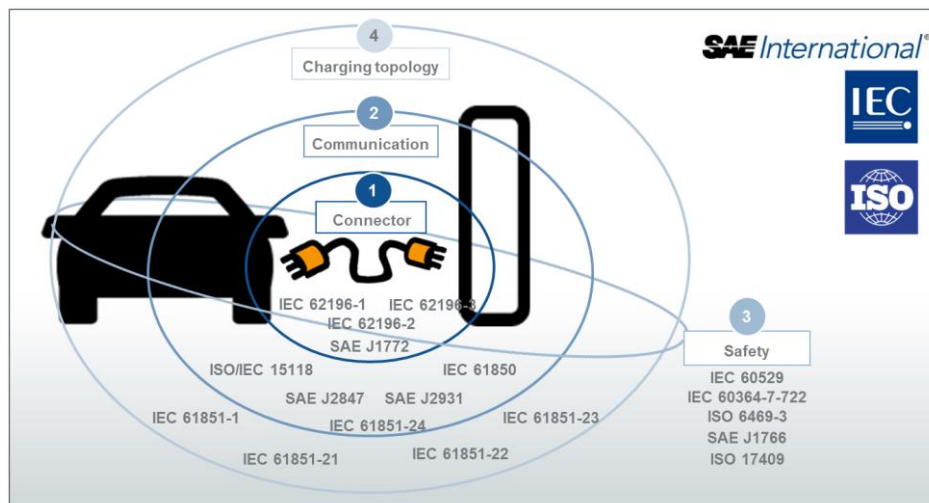 4
Charging topology
SAE International®
IEC
2
Communication
1
Connector
ISO
IEC 62196-1 IEC 62196-3
IEC 62196-2
SAE J1772
3
Safety
ISO/IEC 15118 IEC 61850
SAE J2847 SAE J2931
IEC 61851-1 IEC 61851-24 IEC 61851-23
IEC 61851-21 IEC 61851-22
IEC 60529
IEC 60364-7-722
ISO 6469-3
SAE J1766
ISO 17409